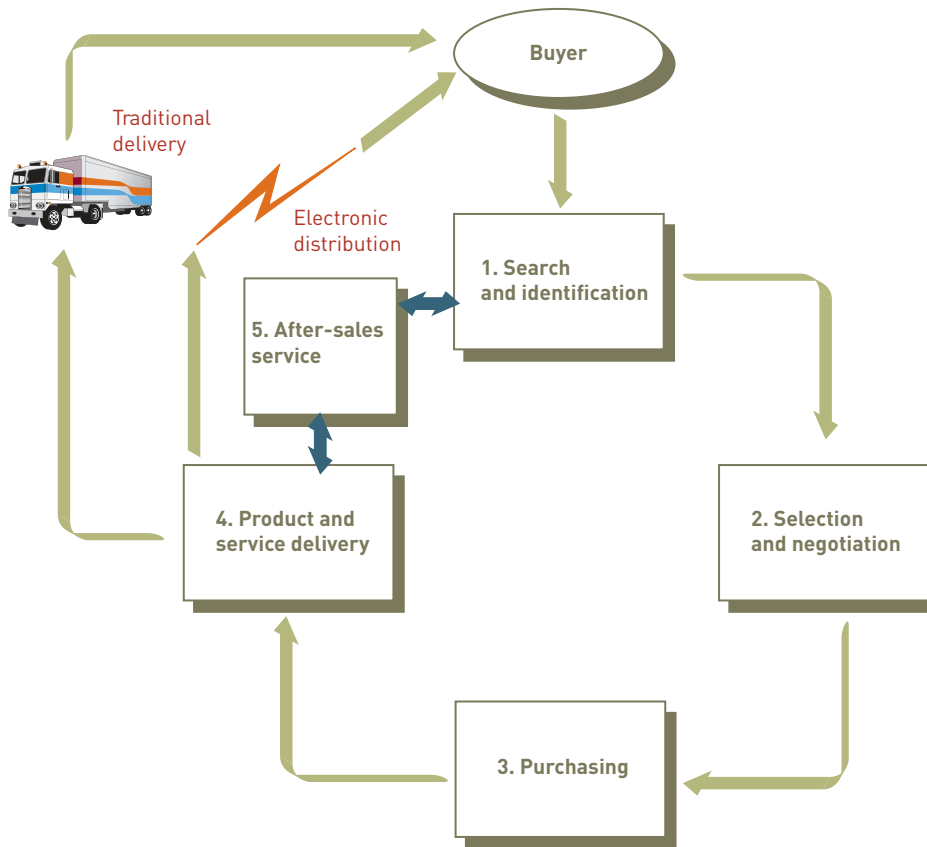 Buyer
Traditional
delivery
Electronic
distribution
1. Search
and identification
5. After-sales
service
4. Product and
service delivery
2. Selection
and negotiation
3. Purchasing